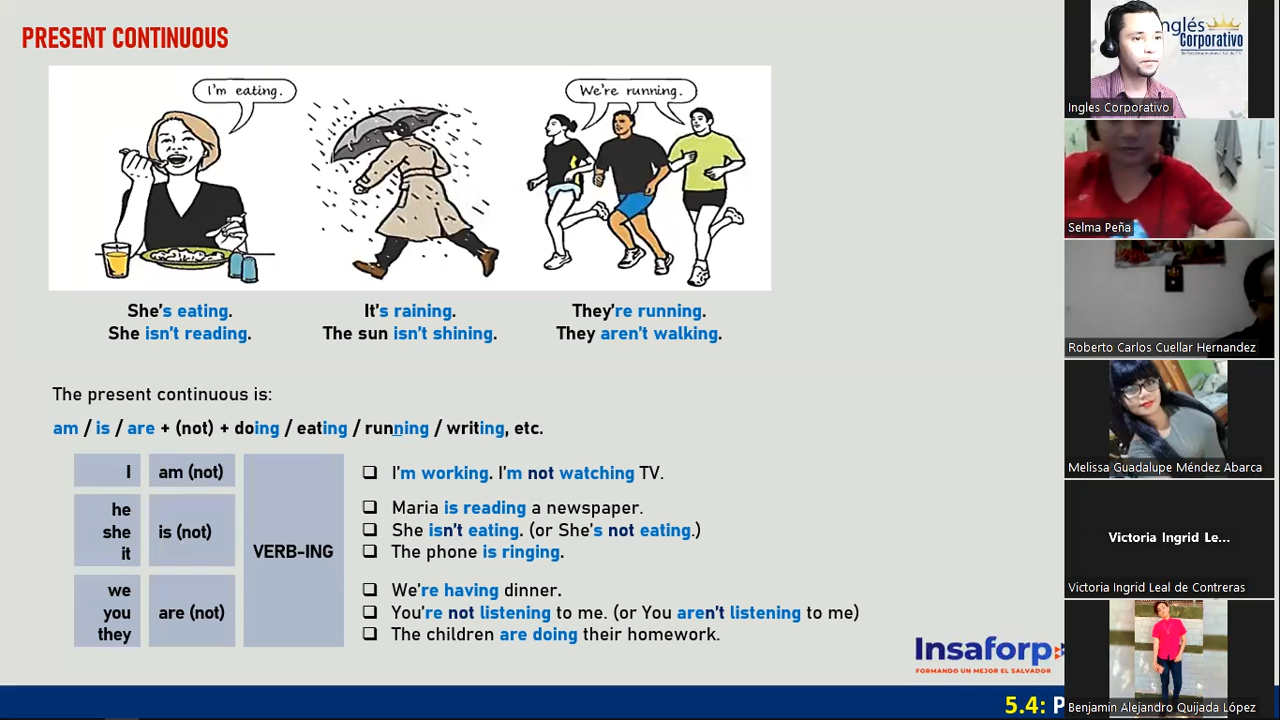 PRESENT CONTINUOUS
I'm eating.
We're running.
She's eating.
She isn't reading.
It's raining.
The sun isn't shining.
They're running.
They aren't walking.
The present continuous is:
am / is / are + (not) + doing / eating / running / writing, etc.
I
am (not)
he
she
it
is (not)
we
you
they
are (not)
VERB-ING
I'm working. I'm not watching TV.
Maria is reading a newspaper.
She isn't eating. (or She's not eating.)
The phone is ringing.
We're having dinner.
You're not listening to me. (or You aren't listening to me)
The children are doing their homework.
Insaforp
FORMANDO UN MEJOR EL SALVADOR
5.4: P
nglés
Corporativo
Ingles Corporativo
Selma Peña
Roberto Carlos Cuellar Hernandez
Melissa Guadalupe Méndez Abarca
Victoria Ingrid Le...
Victoria Ingrid Leal de Contreras
Benjamin Alejandro Quijada López